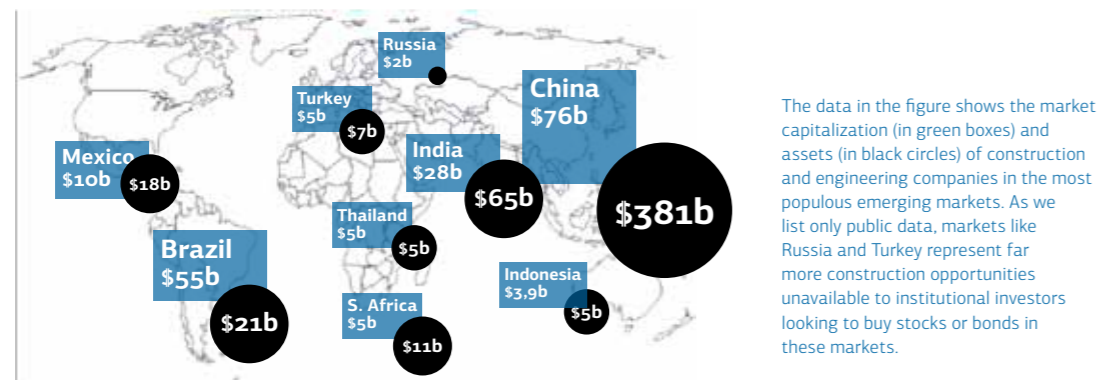 Russia
$2b
China
$76b
Turkey
$5b
$7b
India
$28b
Mexico
$10b
$18b
$65b
$381b
Thailand
$5b
$5b
Brazil
$55b
Indonesia
$3,9b
S. Africa
$5b
$5b
$21b
$11b
The data in the figure shows the market
capitalization (in green boxes) and
assets (in black circles) of construction
and engineering companies in the most
populous emerging markets. As we
list only public data, markets like
Russia and Turkey represent far
more construction opportunities
unavailable to institutional investors
looking to buy stocks or bonds in
these markets.